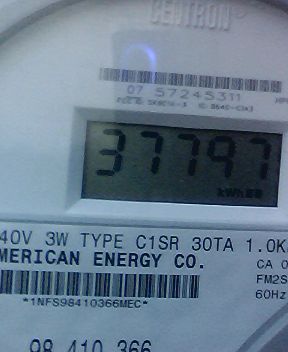 CENTRON®
07 57245311
37797
kWh
40V 3W TYPE C1SR 30TA 1.0K
MERICAN ENERGY CO.
CA 0
FM2S
60Hz
*1NFS98410366MEC*
98 410 366